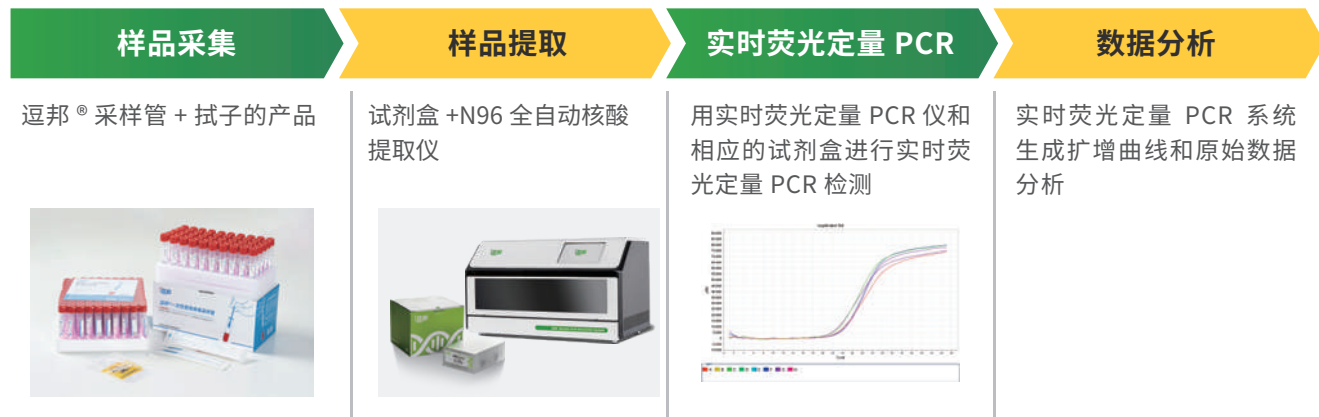 样品采集
样品提取
实时荧光定量 PCR
数据分析
逗邦 ® 采样管 + 拭子的产品
试剂盒 +N96 全自动核酸
提取仪
用实时荧光定量 PCR 仪和
相应的试剂盒进行实时荧
光定量 PCR 检测
实时荧光定量 PCR 系统
生成扩增曲线和原始数据
分析